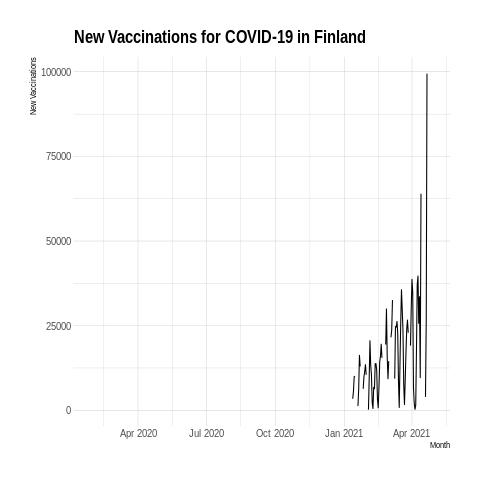 New Vaccinations for COVID-19 in Finland
New Vaccinations
100000
75000
50000
25000
0
Apr 2020 Jul 2020 Oct 2020 Jan 2021 Apr 2021
Month